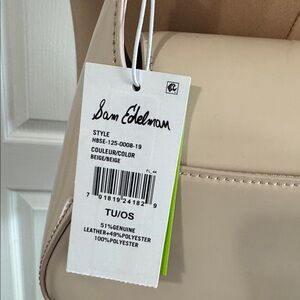 Sam Edelman
STYLE
HBSE-125-0008-19
COULEUR/COLOR
BEIGE/BEIGE
FL_44
7 01819 24182 9
TU/OS
51%GENUINE
LEATHER+49%POLYESTER
100%POLYESTER